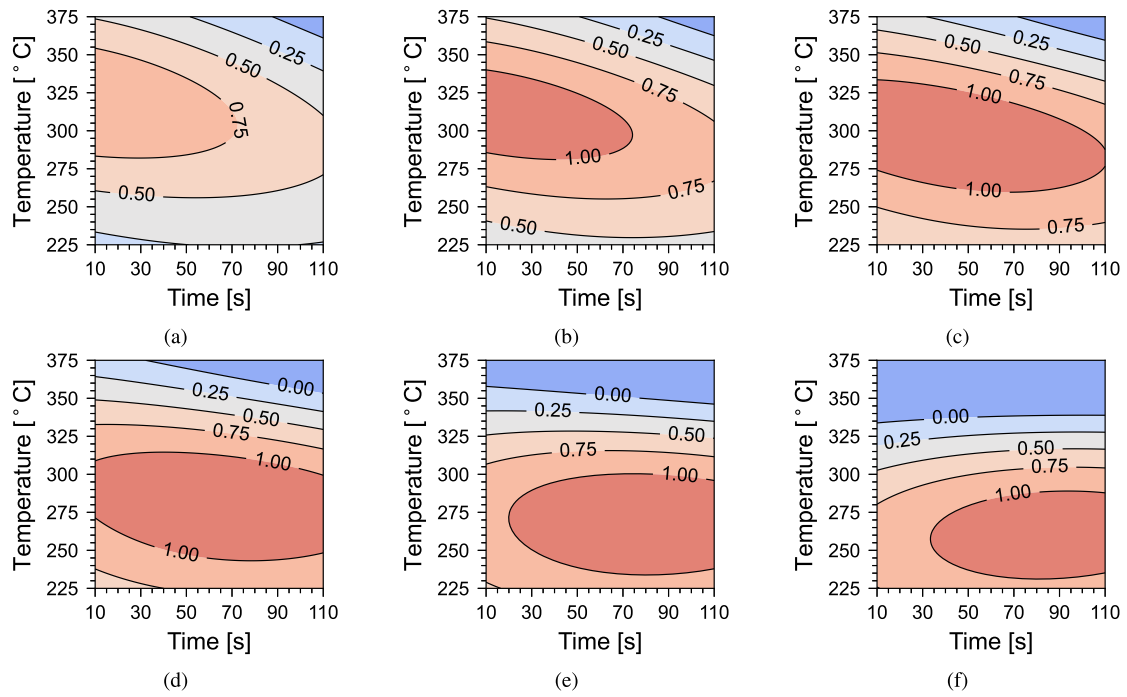 375 375 375
350 0.25 350 0.50 0.25 350 0.50 0.25
0.50 0.75 0.75
325 325 325 1.00
Temperature [°C] 300 0.75 Temperature [°C] 300 Temperature [°C] 300
275 275 1.00 275
0.50 0.75 1.00
250 250 250
0.50 0.75
225 225 225
10 30 50 70 90 110 10 30 50 70 90 110 10 30 50 70 90 110
Time [s] Time [s] Time [s]
(a) (b) (c)
375 375 375
350 0.25 0.00 350 0.00 350
0.50 0.25 0.00
325 0.75 325 0.50 325 0.25 0.50
1.00 0.75 0.75
Temperature [°C] 300 Temperature [°C] 300 1.00 Temperature [°C] 300 1.00
275 275 275
250 1.00 250 250
225 225 225
10 30 50 70 90 110 10 30 50 70 90 110 10 30 50 70 90 110
Time [s] Time [s] Time [s]
(d) (e) (f)